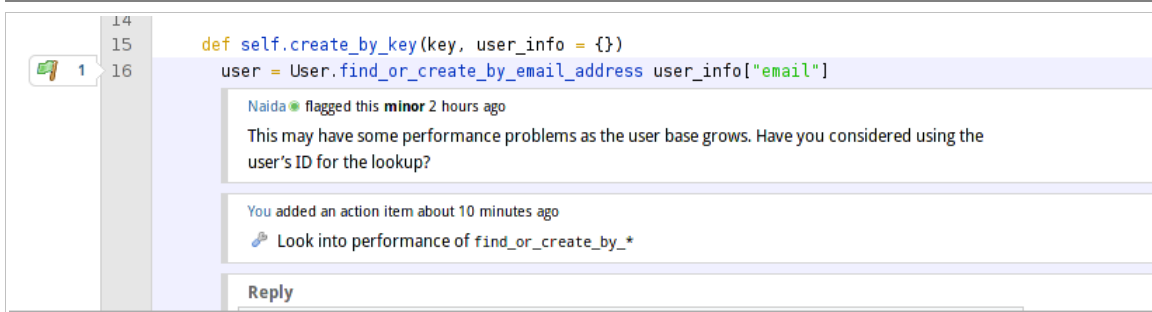 14
15 def self.create_by_key(key, user_info = {})
1 16 user = User.find_or_create_by_email_address user_info["email"]
Naida flagged this minor 2 hours ago
This may have some performance problems as the user base grows. Have you considered using the
user's ID for the lookup?
You added an action item about 10 minutes ago
Look into performance of find_or_create_by_*
Reply